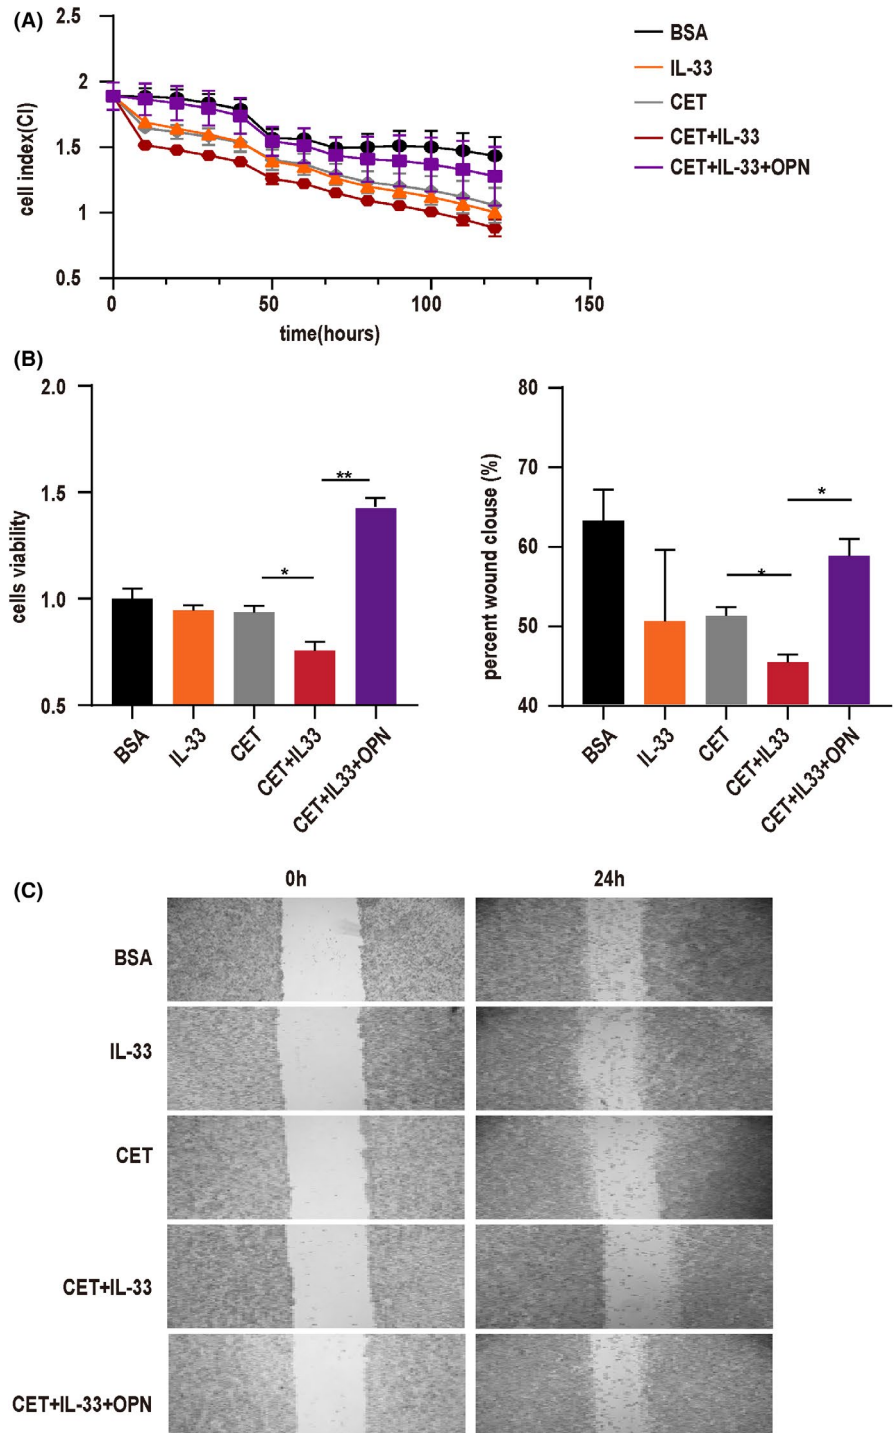 (A)
2.5
2
1.5
1
0.5
cell index(CI)
0
50
100
150
time(hours)
BSA
IL-33
CET
CET+IL-33
CET+IL-33+OPN
(B)
2.0
1.5
1.0
0.5
cells viability
*
**
BSA
IL-33
CET
CET+IL33
CET+IL33+OPN
80
70
60
50
40
percent wound clouse (%)
*
*
BSA
IL-33
CET
CET+IL33
CET+IL33+OPN
(C)
0h
24h
BSA
IL-33
CET
CET+IL-33
CET+IL-33+OPN